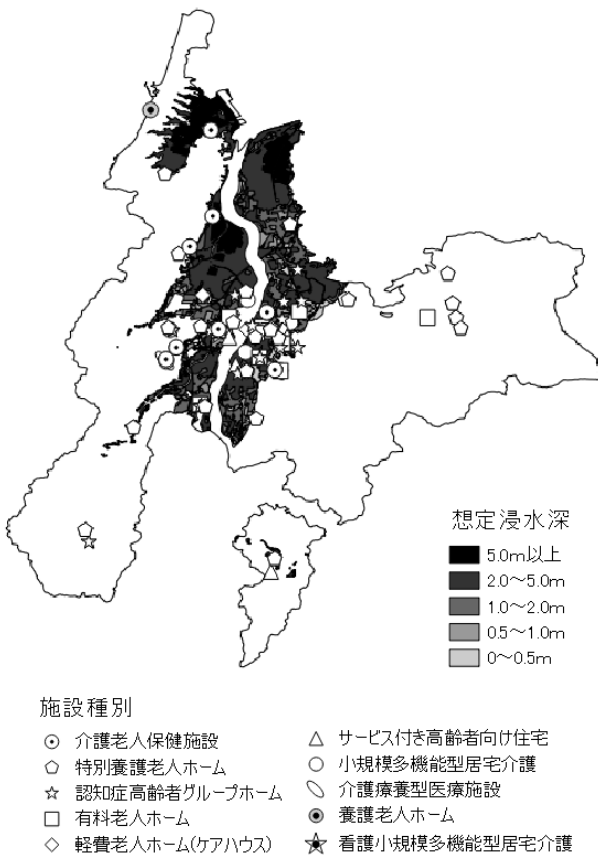 想定浸水深
5.0m以上
2.0～5.0m
1.0～2.0m
0.5～1.0m
0～0.5m
施設種別
介護老人保健施設
特別養護老人ホーム
認知症高齢者グループホーム
有料老人ホーム
軽費老人ホーム(ケアハウス)
サービス付き高齢者向け住宅
小規模多機能型居宅介護
介護療養型医療施設
養護老人ホーム
看護小規模多機能型居宅介護